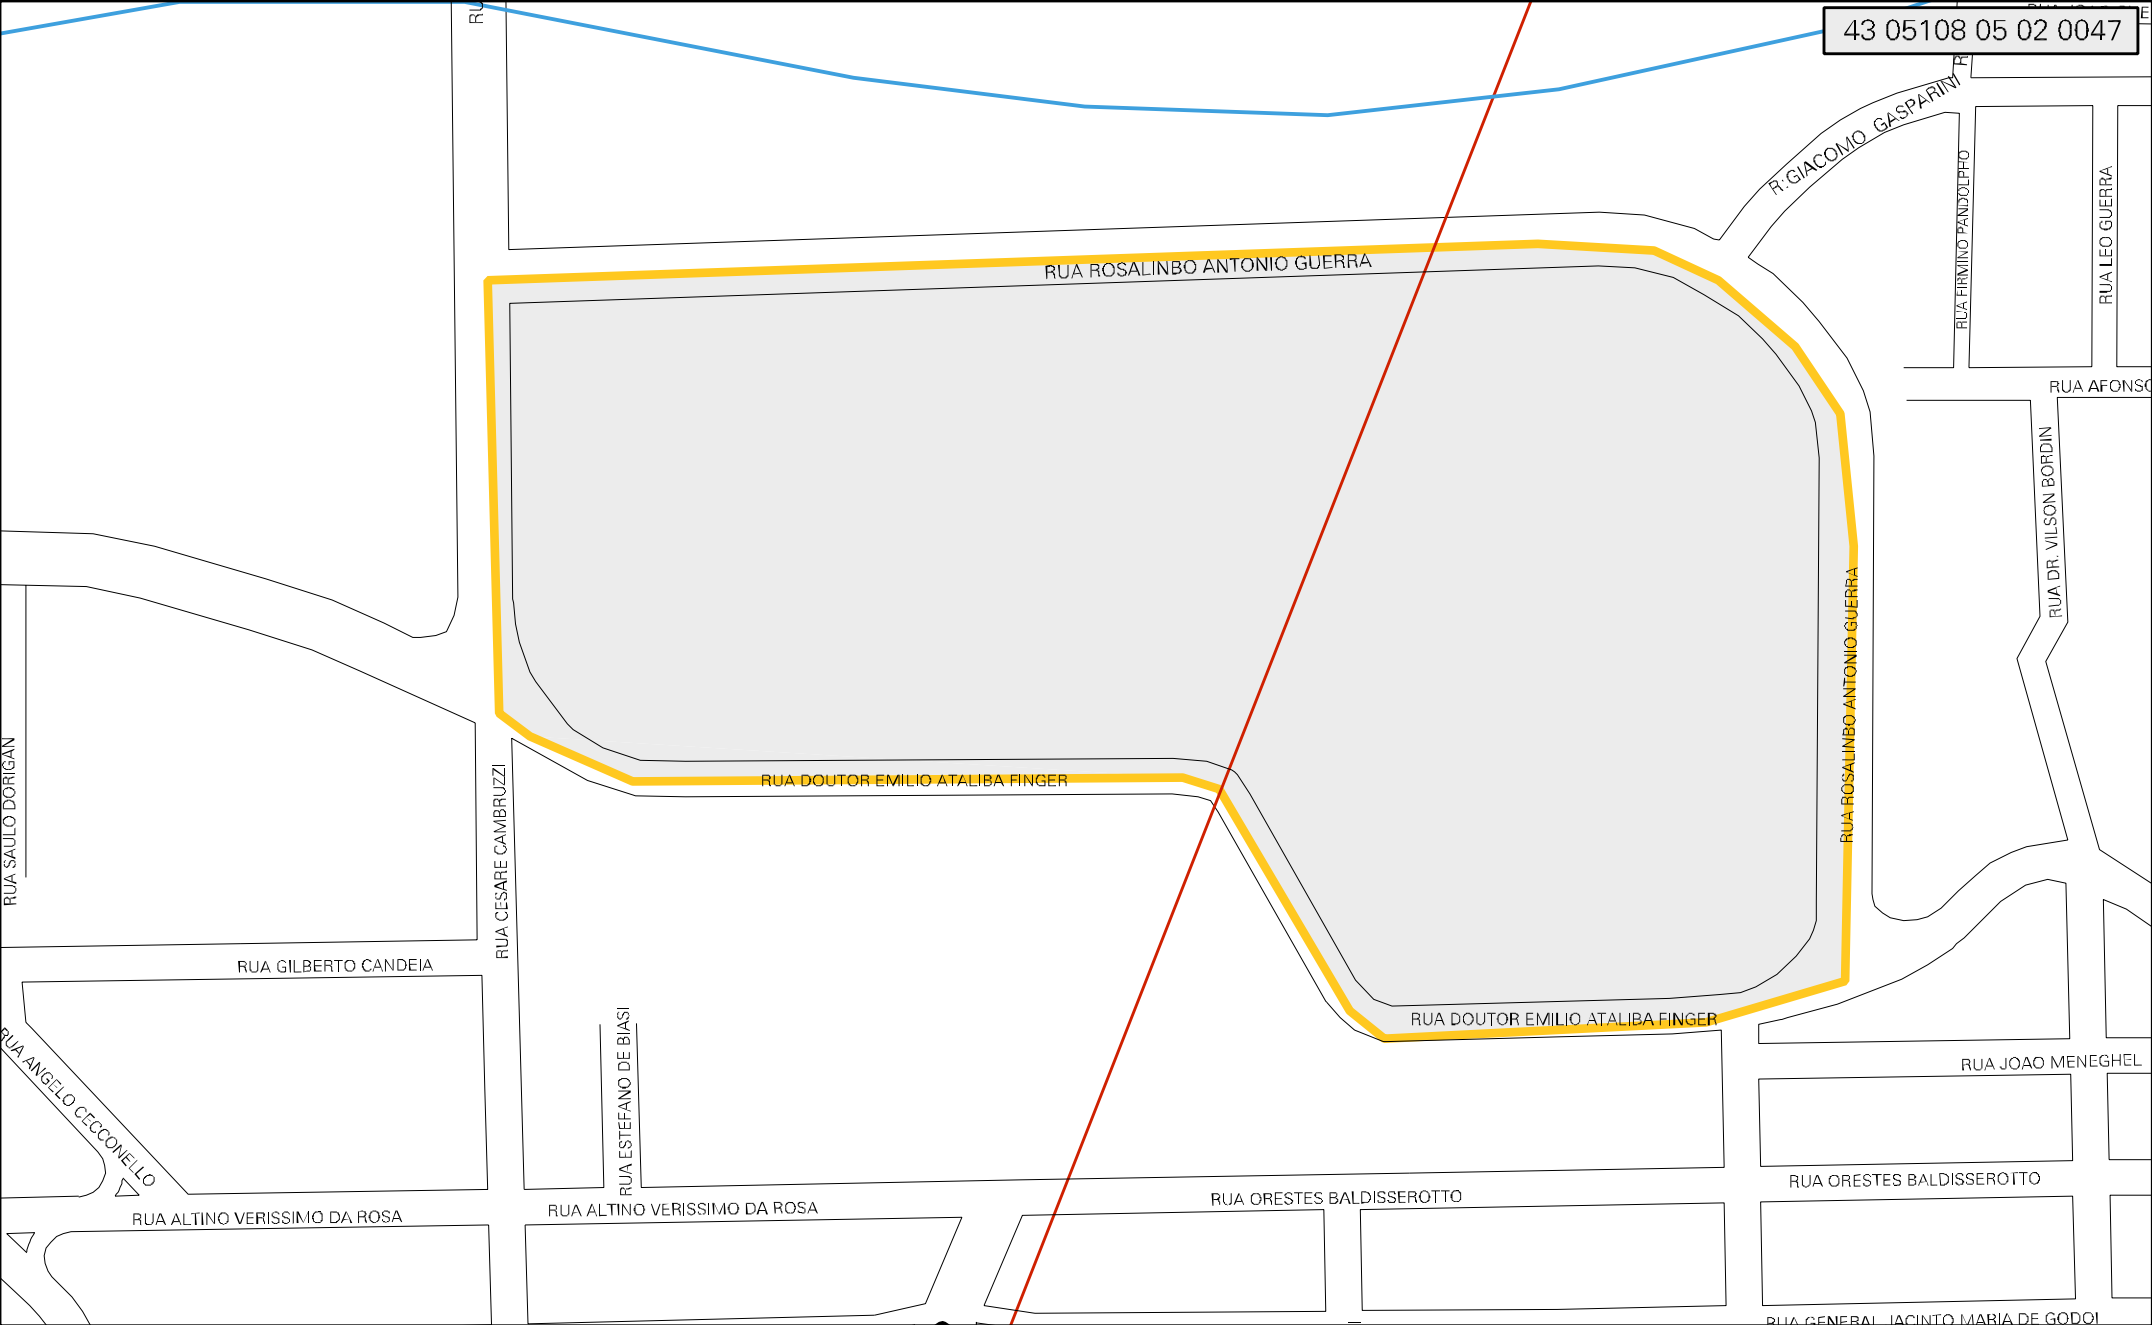 43 05108 05 02 0047
R:GIACOMO GASPARINI
RUA FIRMINO PANDOLPHO
RUA LEO GUERRA
RUA ROSALINBO ANTONIO GUERRA
RUA AFONSO
RUA DR. VILSON BORDIN
RUA ROSALINBO ANTONIO GUERRA
RUA SAULO DORIGAN
RUA CESARE CAMBRUZZI
RUA DOUTOR EMILIO ATALIBA FINGER
RUA GILBERTO CANDEIA
RUA ANGELO CECCONELLO
RUA ESTEFANO DE BIASI
RUA DOUTOR EMILIO ATALIBA FINGER
RUA JOAO MENEGHEL
RUA ORESTES BALDISSEROTTO
RUA ORESTES BALDISSEROTTO
RUA ALTINO VERISSIMO DA ROSA
RUA ALTINO VERISSIMO DA ROSA
RUA GENERAL JACINTO MARIA DE GODOI